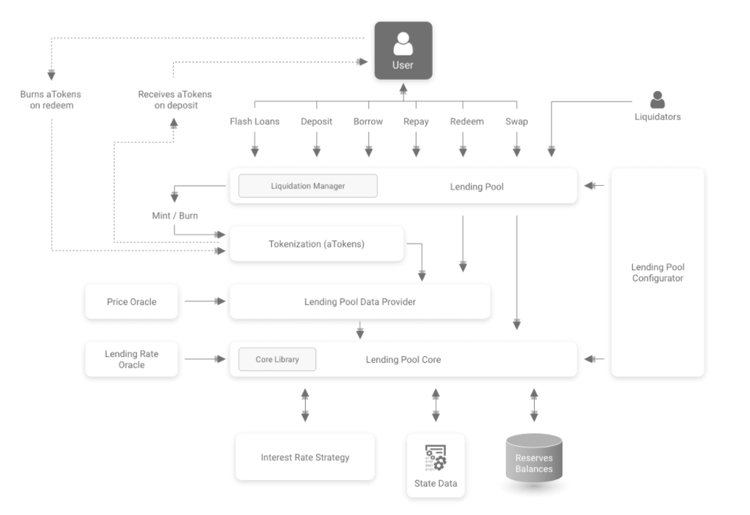 User
Burns aTokens
on redeem
Receives aTokens
on deposit
Flash Loans
Deposit
Borrow
Repay
Redeem
Swap
Liquidators
Liquidation Manager
Lending Pool
Mint / Burn
Tokenization (aTokens)
Lending Pool
Configurator
Price Oracle
Lending Pool Data Provider
Lending Rate
Oracle
Core Library
Lending Pool Core
Interest Rate Strategy
State Data
Reserves
Balances